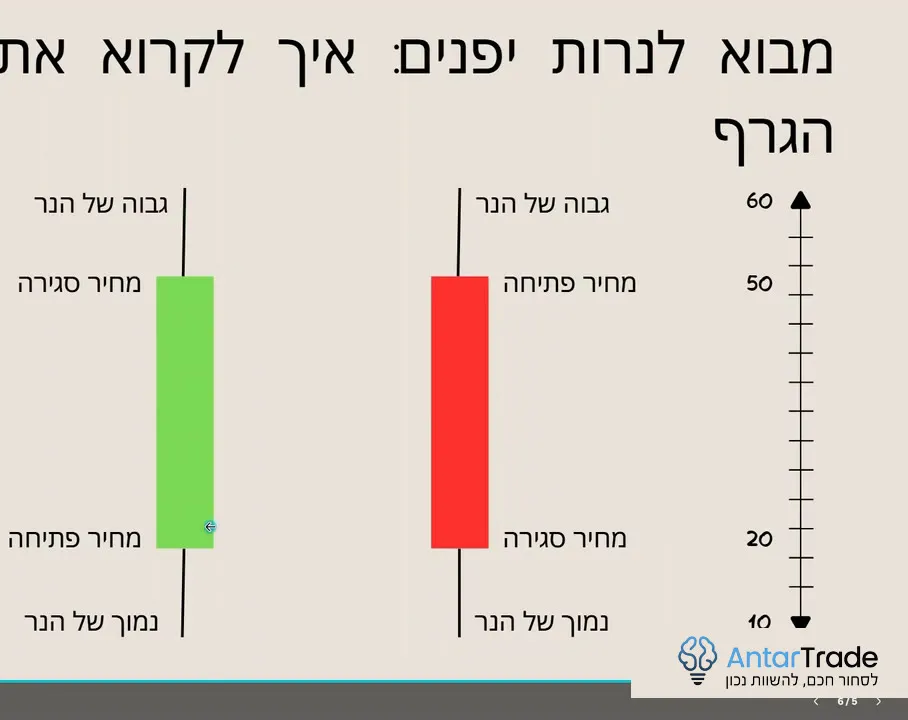 מבוא לנרות יפנים: איך לקרוא את
הגרף
גבוה של הנר
גבוה של הנר
60
מחיר סגירה
מחיר פתיחה
50
מחיר פתיחה
מחיר סגירה
20
נמוך של הנר
נמוך של הנר
10
AntarTrade
לסחור חכם, להשוות נכון
6/5